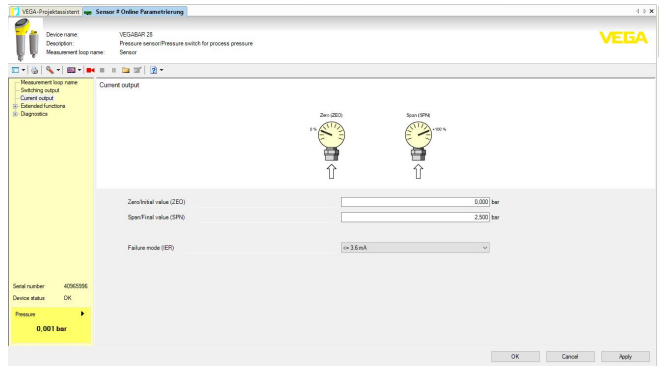 VEGA-Projektassistent Sensor # Online Parametrierung
Device name: VEGABAR 28
Description: Pressure sensor/Pressure switch for process pressure
Measurement loop name: Sensor
VEGA
Measurement loop name
Switching output
Current output
Extended functions
Diagnostics
Current output
Zero (ZEO)
Span (SPN)
0 %
+100 %
Zero/Initial value (ZEO) 0,000 bar
Span/Final value (SPN) 2,500 bar
Failure mode (IER) <= 3.6 mA
Serial number 40965996
Device status OK
Pressure
0,001 bar
OK Cancel Apply